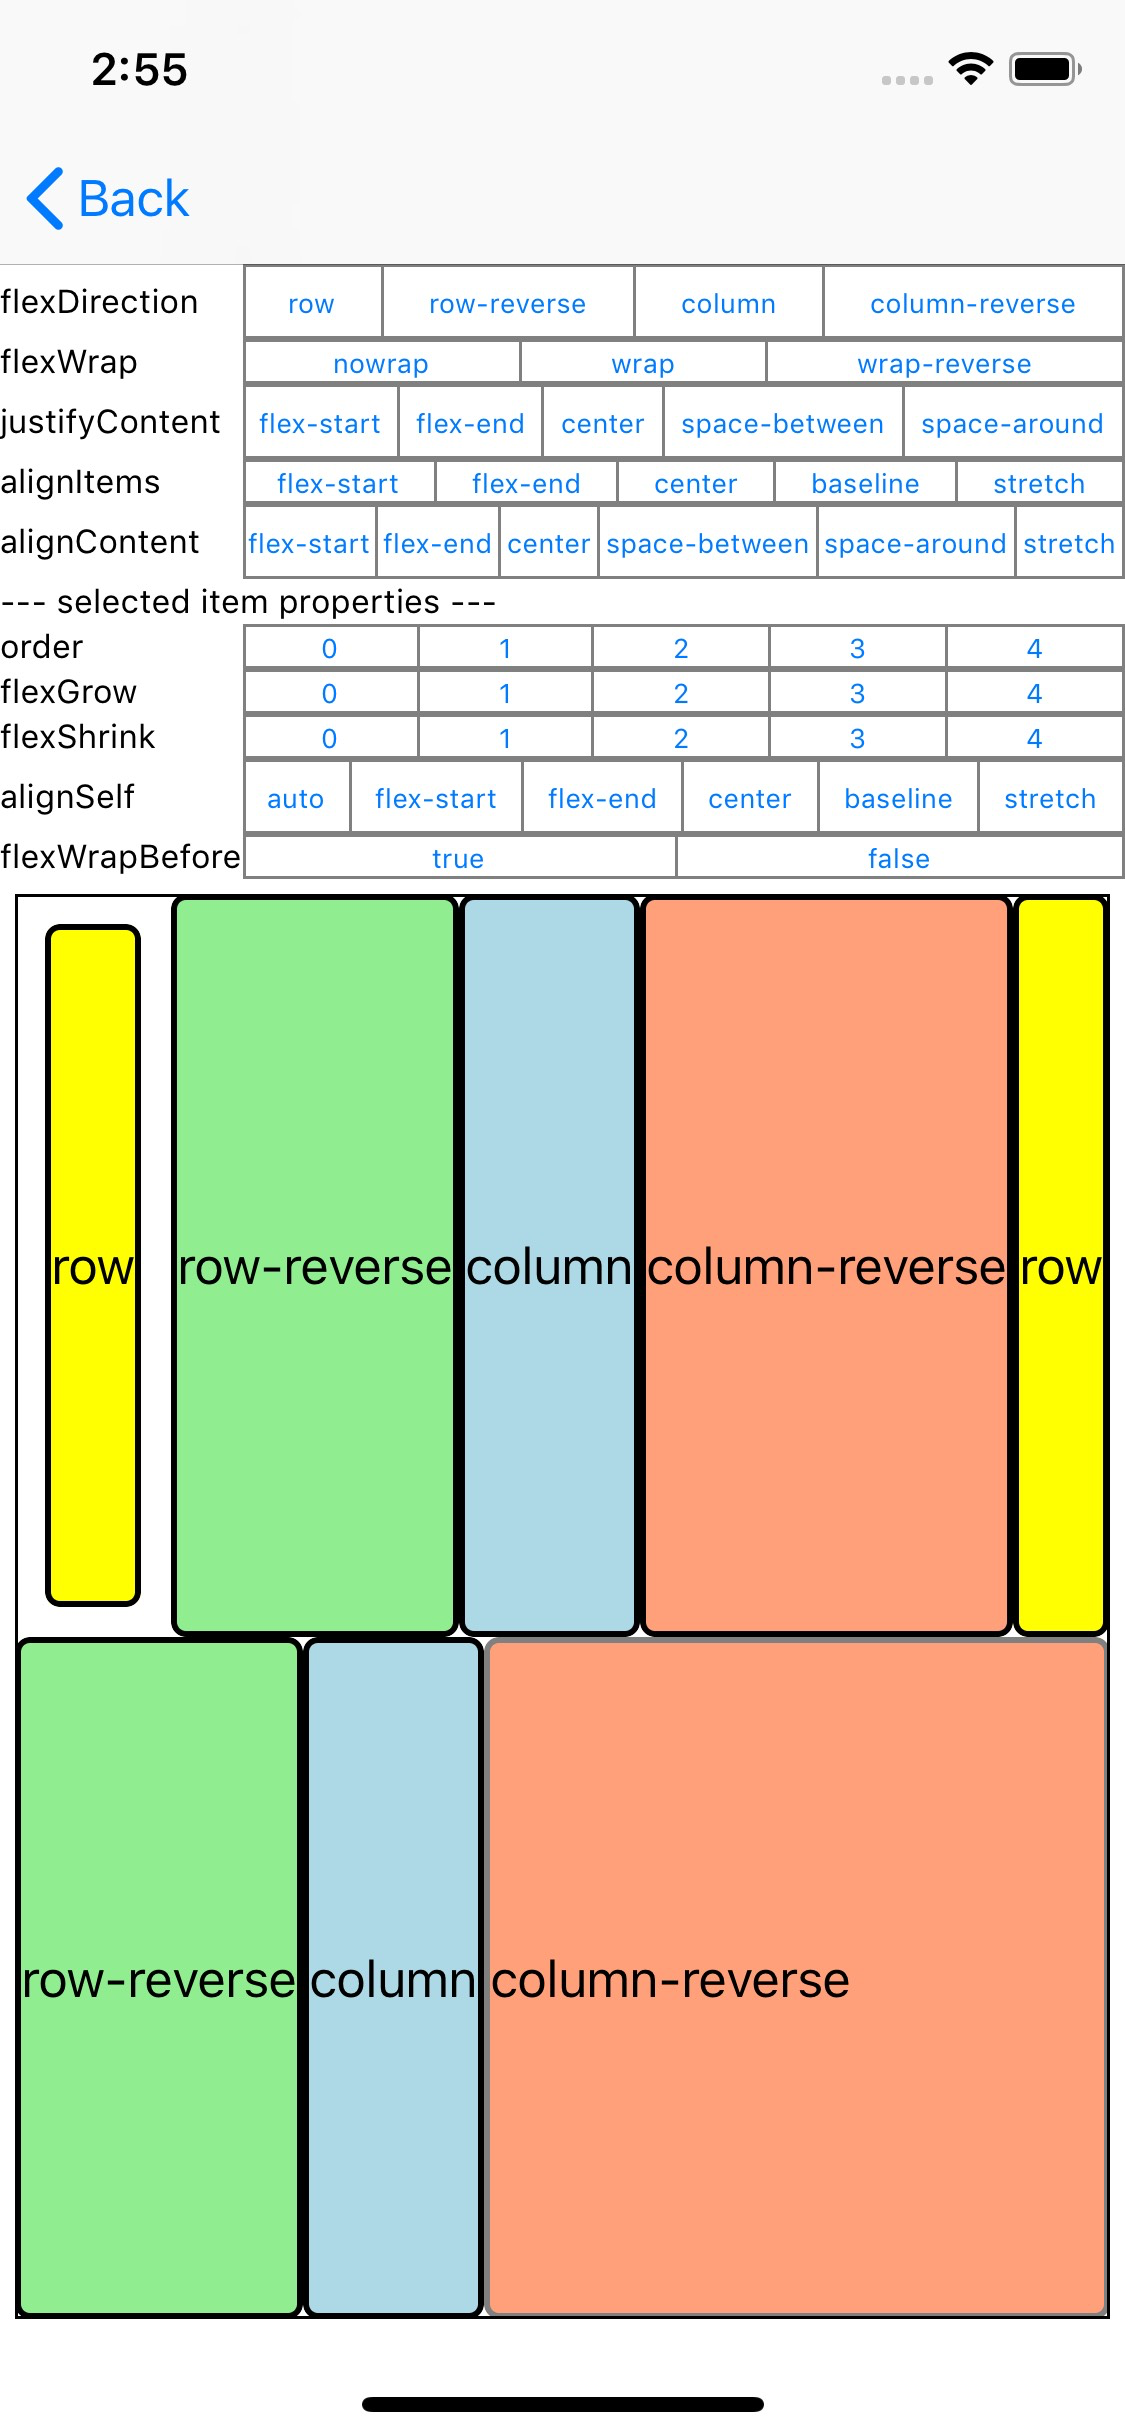 2:55
Back
flexDirection row row-reverse column column-reverse
flexWrap nowrap wrap wrap-reverse
justifyContent flex-start flex-end center space-between space-around
alignItems flex-start flex-end center baseline stretch
alignContent flex-start flex-end center space-between space-around stretch
--- selected item properties ---
order 0 1 2 3 4
flexGrow 0 1 2 3 4
flexShrink 0 1 2 3 4
alignSelf auto flex-start flex-end center baseline stretch
flexWrapBefore true false
row row-reverse column column-reverse row
row-reverse column column-reverse